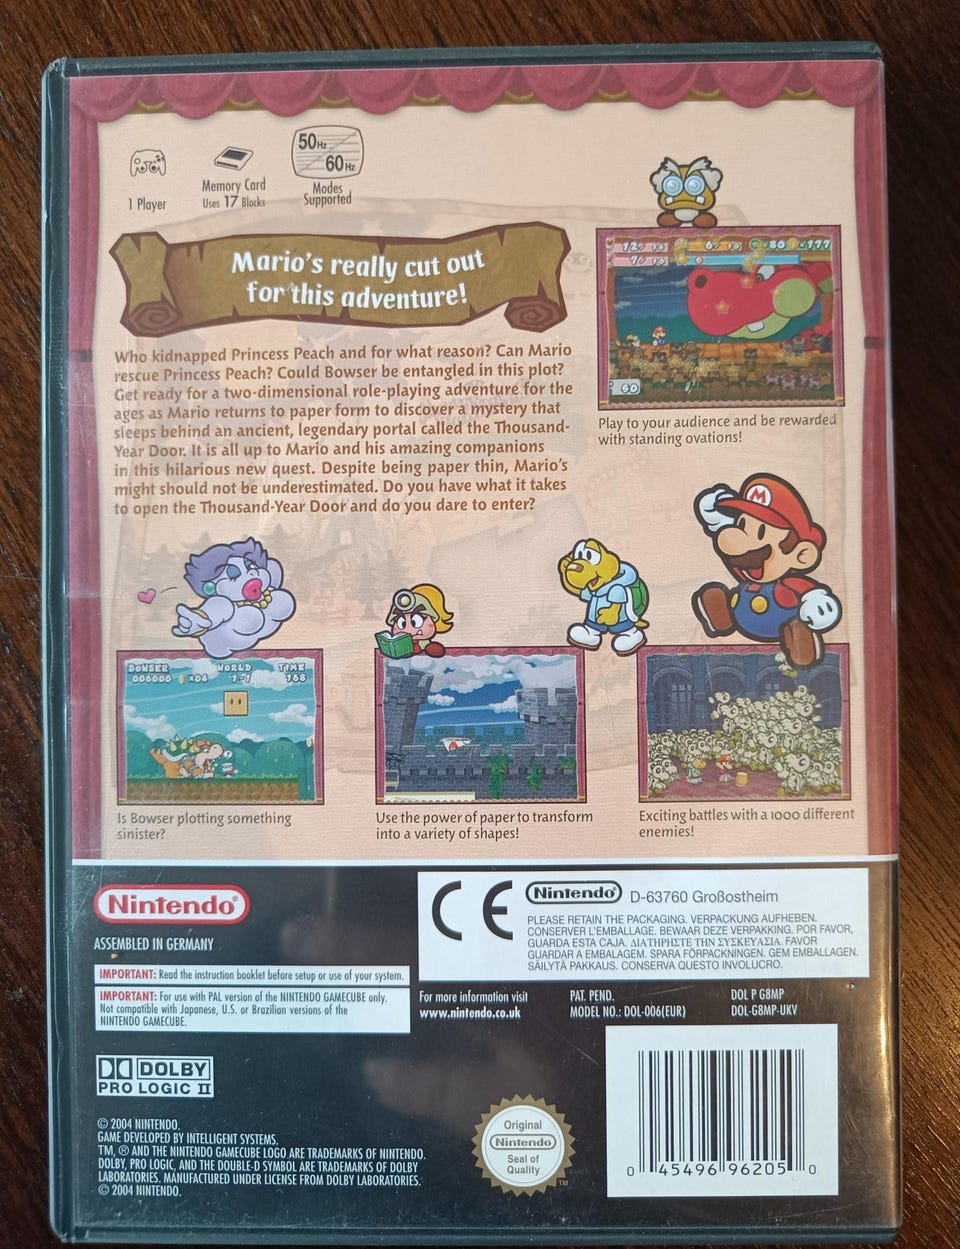 50Hz
60Hz
1 Player
Memory Card
Uses 17 Blocks
Modes
Supported
Mario's really cut out
for this adventure!
Who kidnapped Princess Peach and for what reason? Can Mario
rescue Princess Peach? Could Bowser be entangled in this plot?
Get ready for a two-dimensional role-playing adventure for the
ages as Mario returns to paper form to discover a mystery that
sleeps behind an ancient, legendary portal called the Thousand-
Year Door. It is all up to Mario and his amazing companions
in this hilarious new quest. Despite being paper thin, Mario's
might should not be underestimated. Do you have what it takes
to open the Thousand-Year Door and do you dare to enter?
50
Play to your audience and be rewarded
with standing ovations!
M
BOWSER WORLD TIME
006000 ×04 1-1 168
Is Bowser plotting something
sinister?
Use the power of paper to transform
into a variety of shapes!
Exciting battles with a 1000 different
enemies!
Nintendo®
ASSEMBLED IN GERMANY
IMPORTANT: Read the instruction booklet before setup or use of your system.
IMPORTANT: For use with PAL version of the NINTENDO GAMECUBE only.
Not compatible with Japanese, U.S. or Brazilian versions of the
NINTENDO GAMECUBE.
CE
Nintendo® D-63760 Großostheim
PLEASE RETAIN THE PACKAGING. VERPACKUNG AUFHEBEN.
CONSERVER L'EMBALLAGE. BEWAAR DEZE VERPAKKING. POR FAVOR,
GUARDA ESTA CAJA. ΔΙΑΤΗΡΗΣΤΕ ΤΗΝ ΣΥΣΚΕΥΑΣΙΑ. FAVOR
GUARDAR A EMBALAGEM. SPARA FÖRPACKNINGEN. GEM EMBALLAGEN.
SÄILYTÄ PAKKAUS. CONSERVA QUESTO INVOLUCRO.
For more information visit
www.nintendo.co.uk
PAT. PEND.
MODEL NO.: DOL-006(EUR)
DOL P G8MP
DOL-G8MP-UKV
DOLBY
PRO LOGIC II
© 2004 NINTENDO.
GAME DEVELOPED BY INTELLIGENT SYSTEMS.
TM, ® AND THE NINTENDO GAMECUBE LOGO ARE TRADEMARKS OF NINTENDO.
DOLBY, PRO LOGIC, AND THE DOUBLE-D SYMBOL ARE TRADEMARKS OF DOLBY
LABORATORIES. MANUFACTURED UNDER LICENSE FROM DOLBY LABORATORIES.
© 2004 NINTENDO.
Original
Nintendo®
Seal of
Quality
TM
0 45496 96205 0